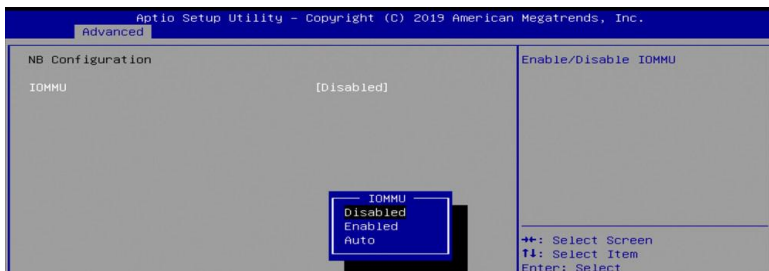 Aptio Setup Utility – Copyright (C) 2019 American Megatrends, Inc.
Advanced
NB Configuration
Enable/Disable IOMMU
IOMMU [Disabled]
IOMMU
Disabled
Enabled
Auto
→←: Select Screen
↑↓: Select Item
Enter: Select